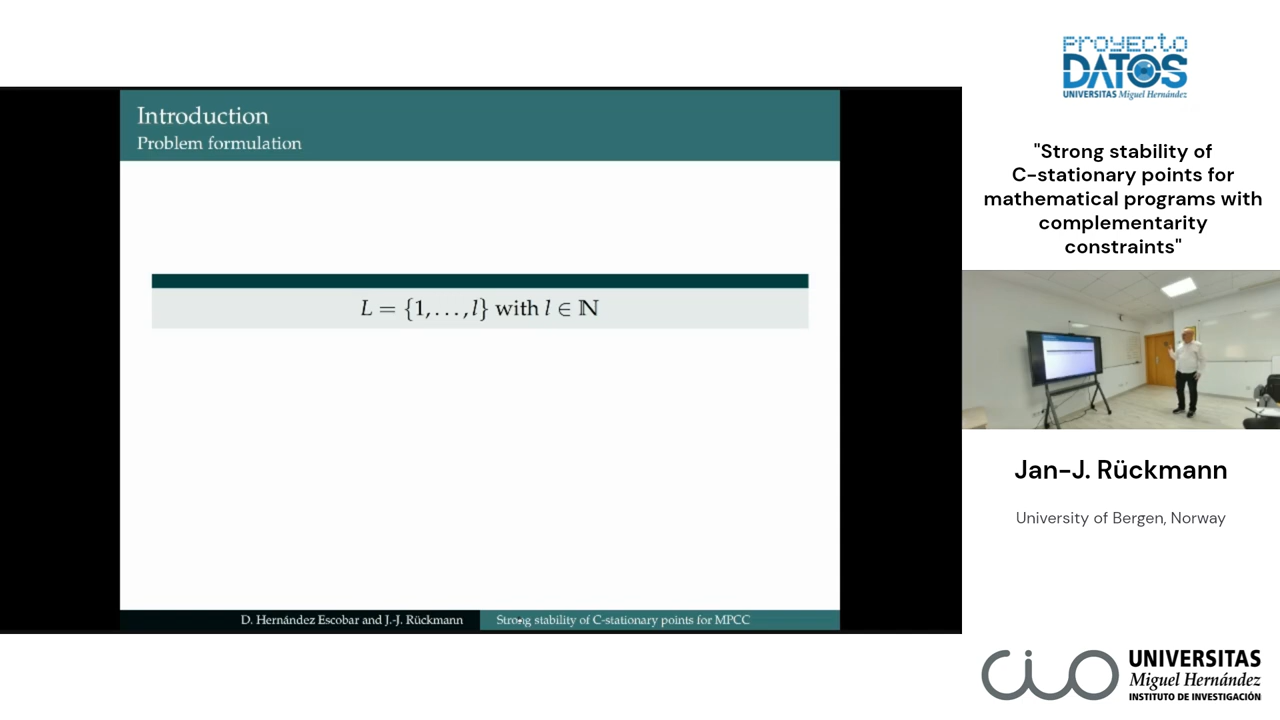 Introduction
Problem formulation
L = {1, . . . , l} with l ∈ ℕ
D. Hernández Escobar and J.-J. Rückmann
Strong stability of C-stationary points for MPCC
PROYECTO
DATOS
UNIVERSITAS Miguel Hernández
"Strong stability of
C-stationary points for
mathematical programs with
complementarity
constraints"
Jan-J. Rückmann
University of Bergen, Norway
cio
UNIVERSITAS
Miguel Hernández
INSTITUTO DE INVESTIGACIÓN